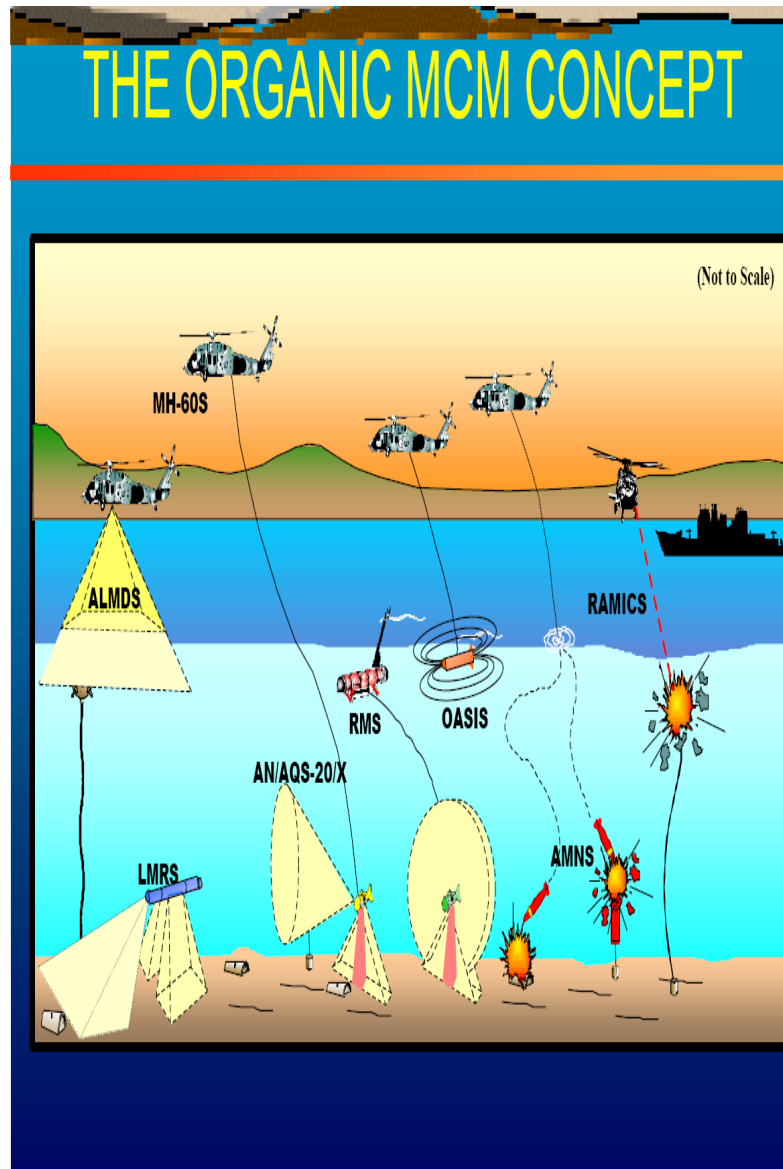 THE ORGANIC MCM CONCEPT
(Not to Scale)
MH-60S
ALMDS
RAMICS
RMS
OASIS
AN/AQS-20/X
LMRS
AMNS